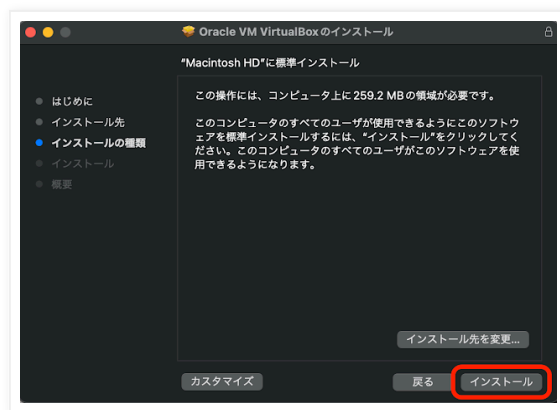 Oracle VM VirtualBoxのインストール
"Macintosh HD"に標準インストール
はじめに
インストール先
インストールの種類
インストール
概要
この操作には、コンピュータ上に259.2 MBの領域が必要です。
このコンピュータのすべてのユーザが使用できるようにこのソフトウ
ェアを標準インストールするには、"インストール"をクリックしてく
ださい。このコンピュータのすべてのユーザがこのソフトウェアを使
用できるようになります。
インストール先を変更...
カスタマイズ
戻る
インストール